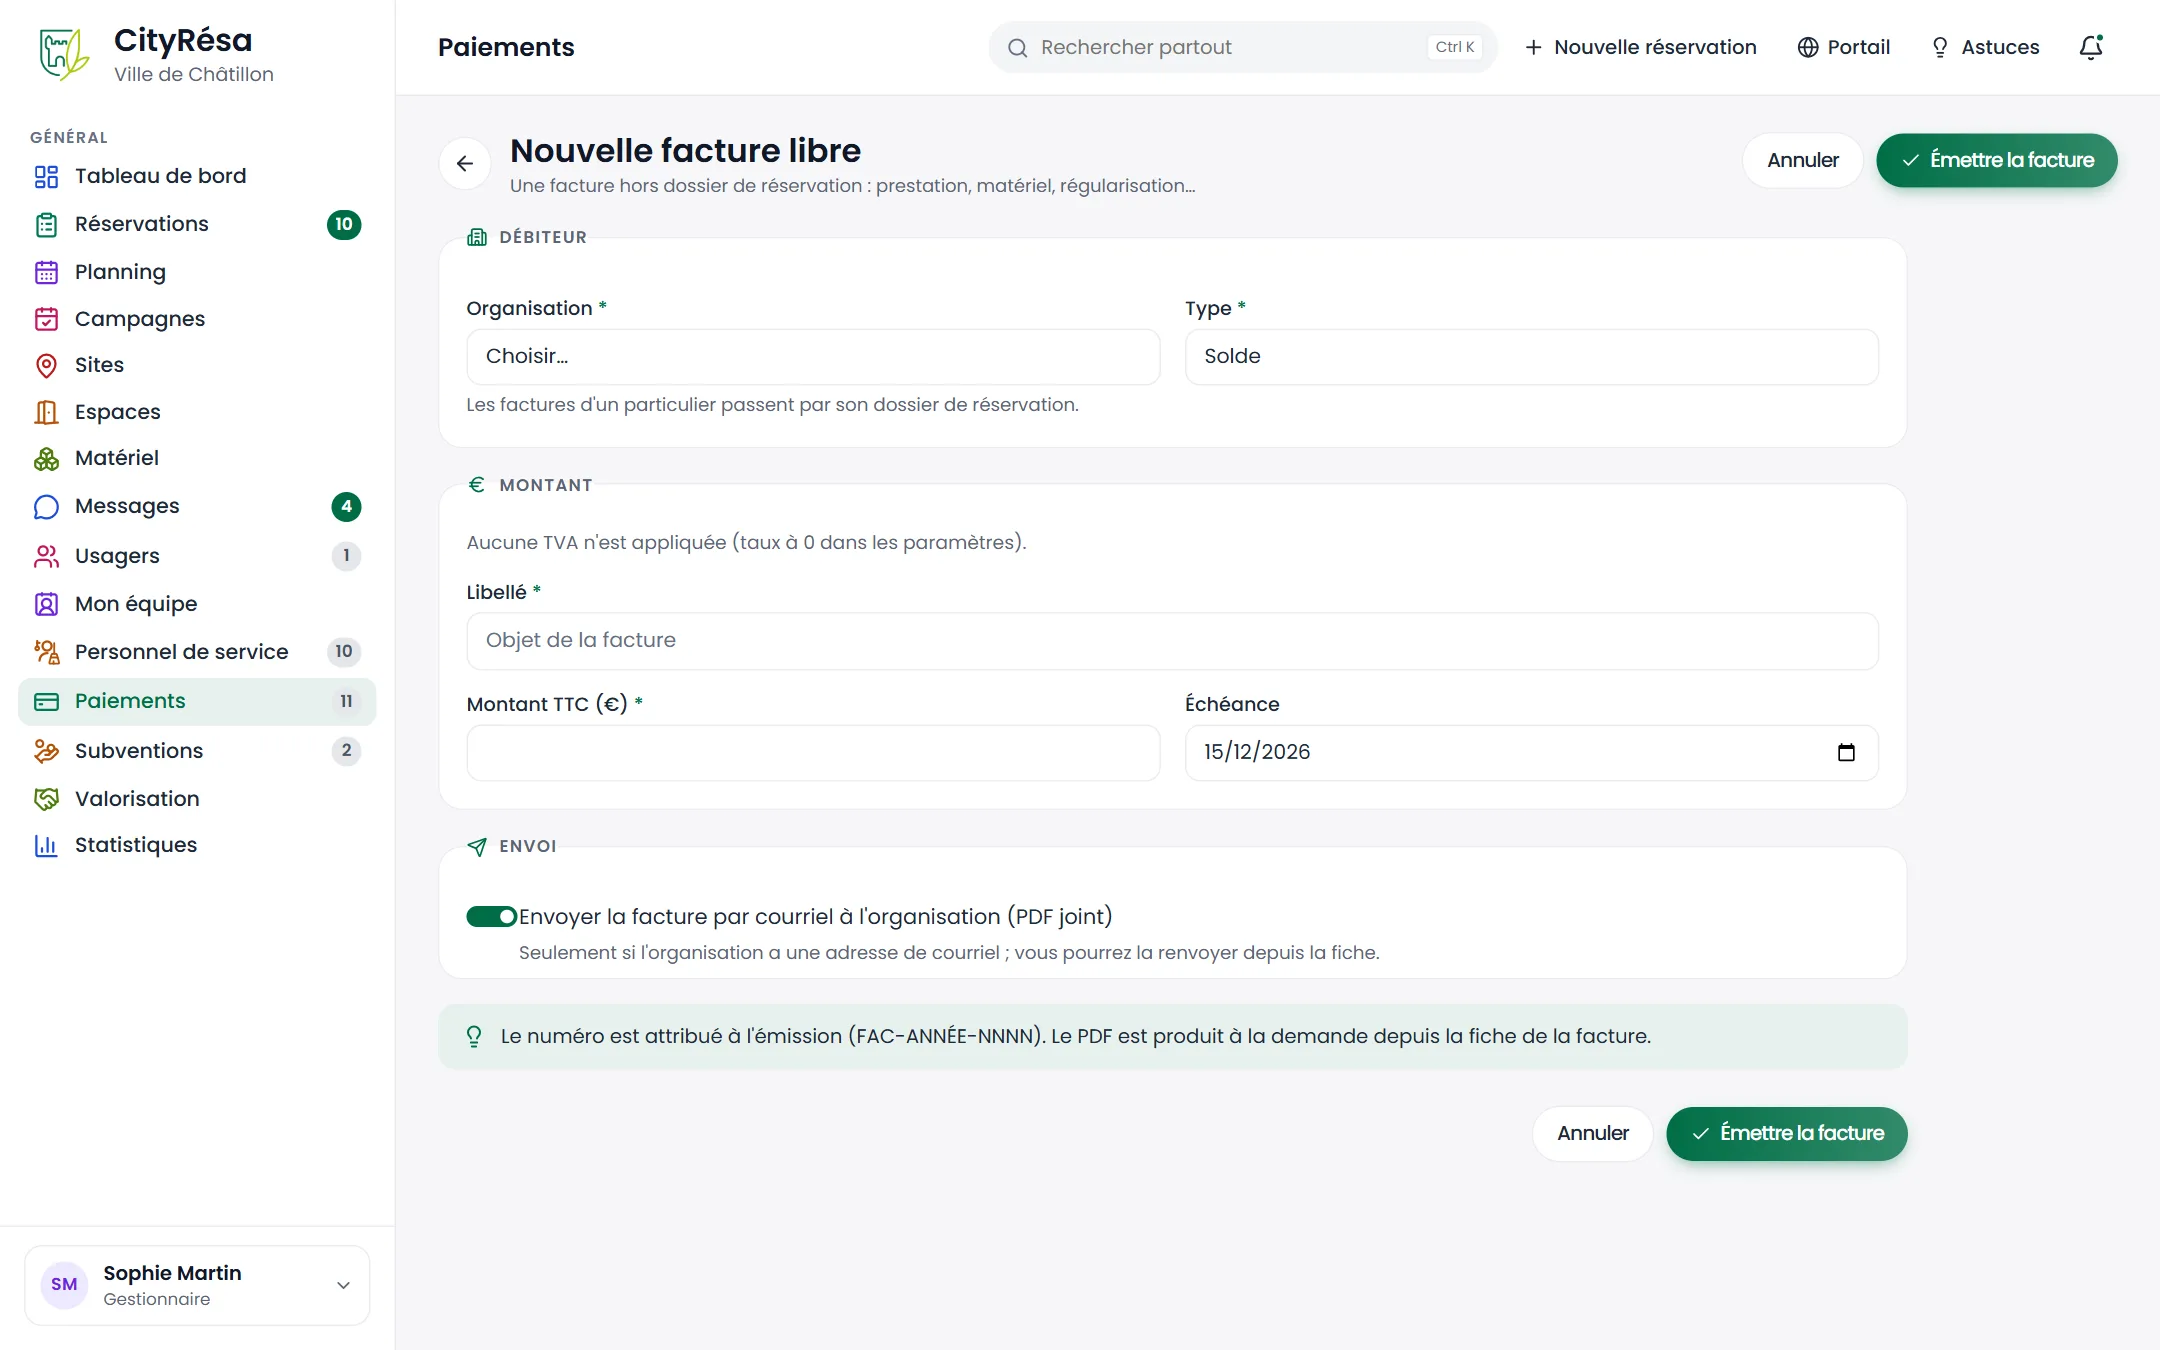 CityRésa
Ville de Châtillon
GÉNÉRAL
Tableau de bord
Réservations 10
Planning
Campagnes
Sites
Espaces
Matériel
Messages 4
Usagers 1
Mon équipe
Personnel de service 10
Paiements 11
Subventions 2
Valorisation
Statistiques
SM
Sophie Martin
Gestionnaire
Paiements
Rechercher partout Ctrl K
Nouvelle réservation
Portail
Astuces
Nouvelle facture libre
Une facture hors dossier de réservation : prestation, matériel, régularisation...
Annuler
Émettre la facture
DÉBITEUR
Organisation *
Choisir...
Les factures d'un particulier passent par son dossier de réservation.
Type *
Solde
MONTANT
Aucune TVA n'est appliquée (taux à 0 dans les paramètres).
Libellé *
Objet de la facture
Montant TTC (€) *
Échéance
15/12/2026
ENVOI
Envoyer la facture par courriel à l'organisation (PDF joint)
Seulement si l'organisation a une adresse de courriel ; vous pourrez la renvoyer depuis la fiche.
Le numéro est attribué à l'émission (FAC-ANNÉE-NNNN). Le PDF est produit à la demande depuis la fiche de la facture.
Annuler
Émettre la facture